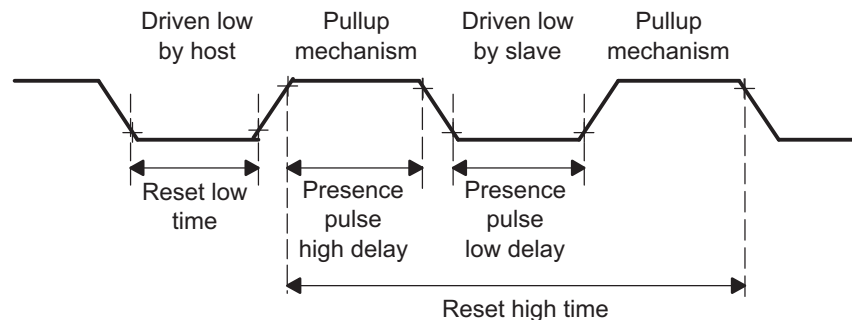 Driven low
by host
Pullup
mechanism
Driven low
by slave
Pullup
mechanism
Reset low
time
Presence
pulse
high delay
Presence
pulse
low delay
Reset high time